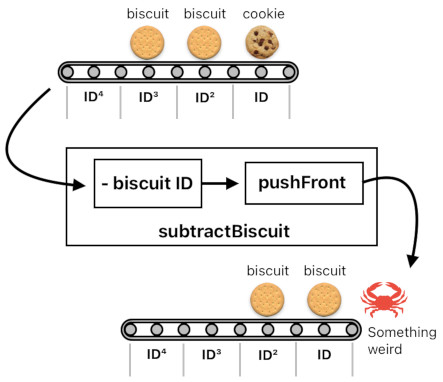 biscuit biscuit cookie
ID⁴ ID³ ID² ID
- biscuit ID
pushFront
subtractBiscuit
biscuit biscuit
Something
weird
ID⁴ ID³ ID² ID